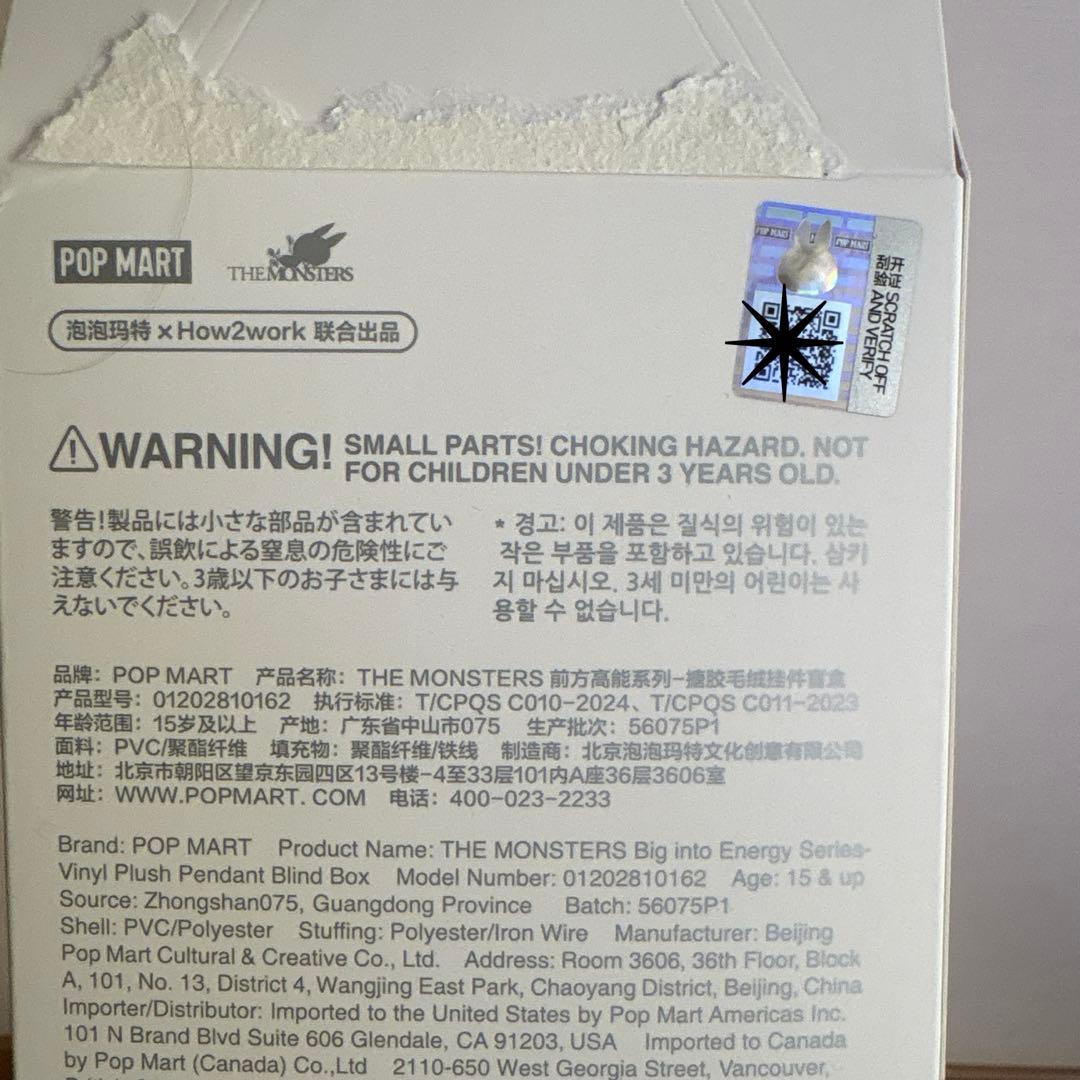 POP MART
THE MONSTERS
泡泡玛特 × How2work 联合出品
POP MART
POP MART
开证 SCRATCH OFF
刮验 AND VERIFY
WARNING!
SMALL PARTS! CHOKING HAZARD. NOT
FOR CHILDREN UNDER 3 YEARS OLD.
警告!製品には小さな部品が含まれてい
ますので、誤飲による窒息の危険性にご
注意ください。3歳以下のお子さまには与
えないでください。
* 경고: 이 제품은 질식의 위험이 있는
작은 부품을 포함하고 있습니다. 삼키
지 마십시오. 3세 미만의 어린이는 사
용할 수 없습니다.
品牌: POP MART 产品名称: THE MONSTERS 前方高能系列-搪胶毛绒挂件盲盒
产品型号: 01202810162 执行标准: T/CPQS C010-2024、T/CPQS C011-2023
年龄范围: 15岁及以上 产地: 广东省中山市075 生产批次: 56075P1
面料: PVC/聚酯纤维 填充物: 聚酯纤维/铁线 制造商: 北京泡泡玛特文化创意有限公司
地址: 北京市朝阳区望京东园四区13号楼-4至33层101内A座36层3606室
网址: WWW.POPMART. COM 电话: 400-023-2233
Brand: POP MART Product Name: THE MONSTERS Big into Energy Series-
Vinyl Plush Pendant Blind Box Model Number: 01202810162 Age: 15 & up
Source: Zhongshan075, Guangdong Province Batch: 56075P1
Shell: PVC/Polyester Stuffing: Polyester/Iron Wire Manufacturer: Beijing
Pop Mart Cultural & Creative Co., Ltd. Address: Room 3606, 36th Floor, Block
A, 101, No. 13, District 4, Wangjing East Park, Chaoyang District, Beijing, China
Importer/Distributor: Imported to the United States by Pop Mart Americas Inc.
101 N Brand Blvd Suite 606 Glendale, CA 91203, USA Imported to Canada
by Pop Mart (Canada) Co.,Ltd 2110-650 West Georgia Street, Vancouver,